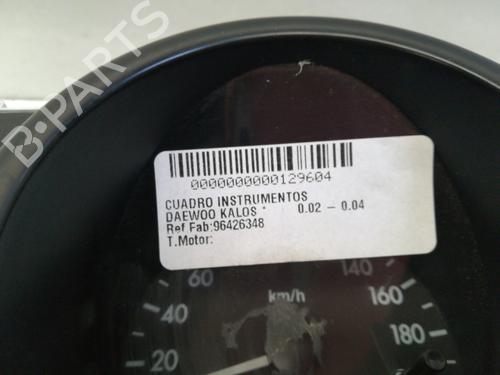 B-PARTS
0000000000129604
CUADRO INSTRUMENTOS
DAEWOO KALOS * 0.02 – 0.04
Ref Fab:96426348
T.Motor:
60 140
km/h
40 160
20 180